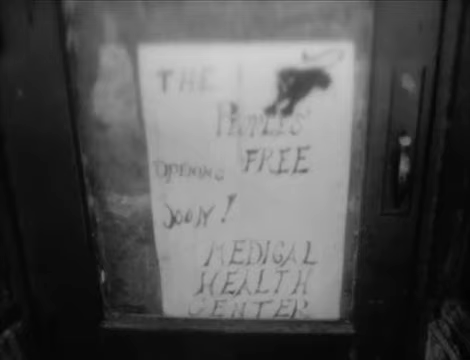 THE
PEOPLES'
FREE
OPENING
SOON!
MEDICAL
HEALTH
CENTER